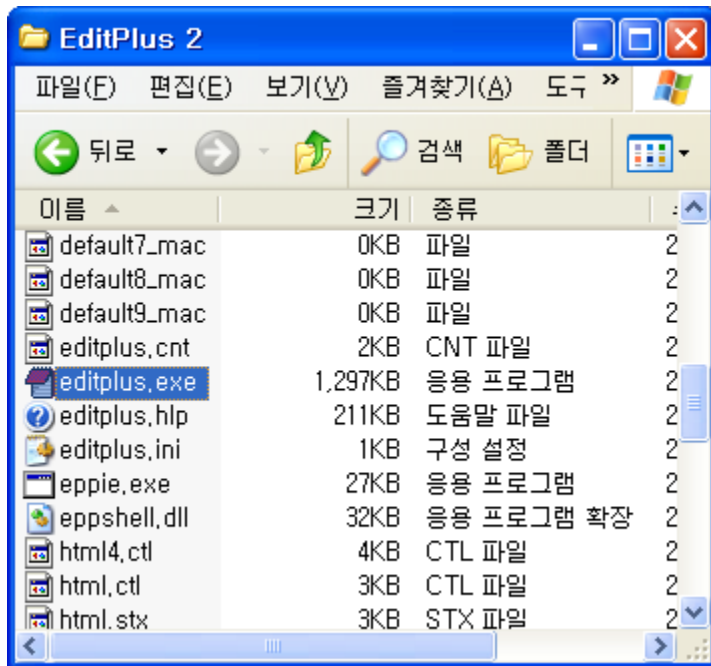 EditPlus 2
파일(F) 편집(E) 보기(V) 즐겨찾기(A) 도구 »
뒤로 검색 폴더
이름 크기 종류
default7_mac 0KB 파일 2
default8_mac 0KB 파일 2
default9_mac 0KB 파일 2
editplus.cnt 2KB CNT 파일 2
editplus.exe 1,297KB 응용 프로그램 2
editplus.hlp 211KB 도움말 파일 2
editplus.ini 1KB 구성 설정 2
eppie.exe 27KB 응용 프로그램 2
eppshell.dll 32KB 응용 프로그램 확장 2
html4.ctl 4KB CTL 파일 2
html.ctl 3KB CTL 파일 2
html.stx 3KB STX 파일 2